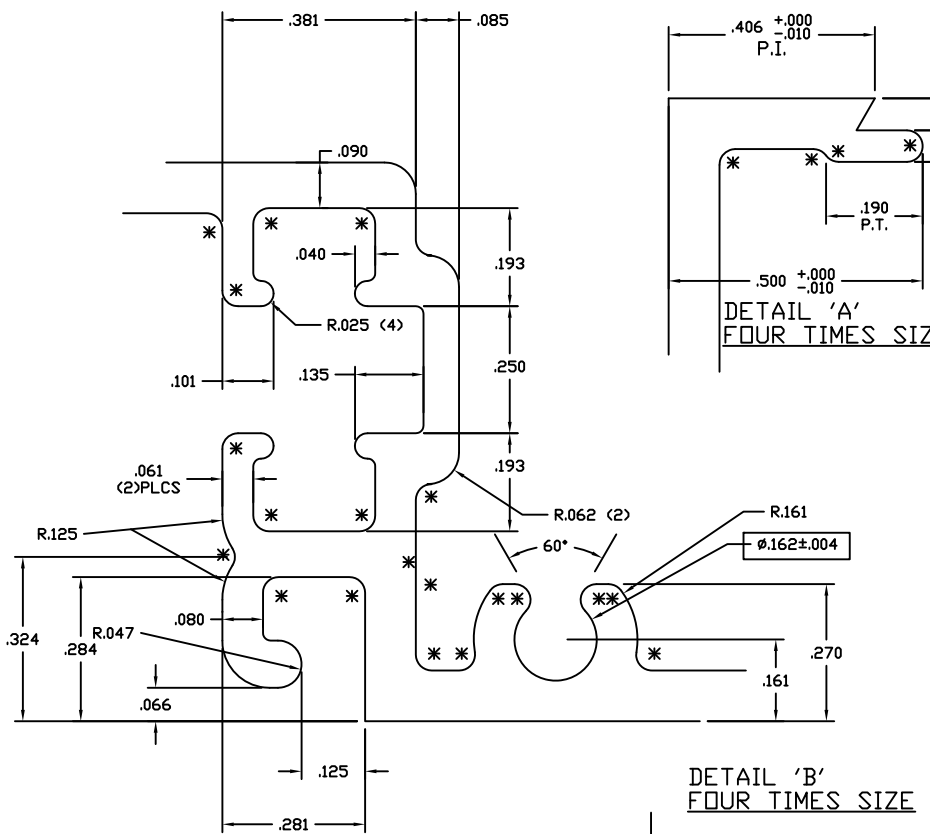 .381
.085
.406 +.000 -.010
P.I.
.090
.190
P.T.
.040
.193
.500 +.000 -.010
R.025 (4)
DETAIL 'A'
FOUR TIMES SIZ
.101
.135
.250
.061
(2)PLCS
.193
R.125
R.062 (2)
R.161
60°
ø.162±.004
.080
.324
.284
R.047
.270
.161
.066
.125
DETAIL 'B'
FOUR TIMES SIZE
.281